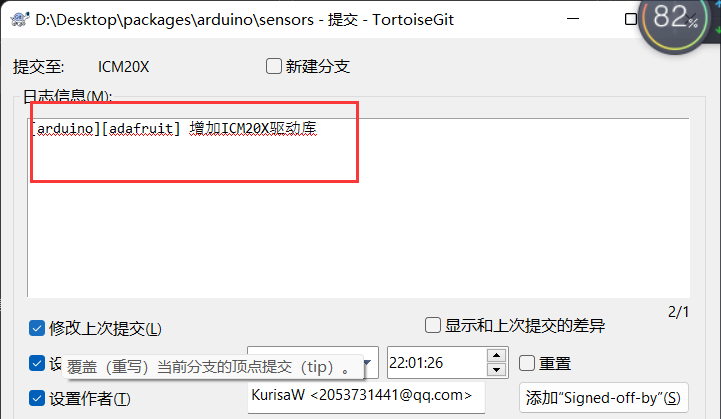 D:\Desktop\packages\arduino\sensors - 提交 - TortoiseGit
82%
提交至: ICM20X 新建分支
日志信息(M):
[arduino][adafruit] 增加ICM20X驱动库
2/1
修改上次提交(L) 显示和上次提交的差异
设 22:01:26 重置
覆盖（重写）当前分支的顶点提交（tip）。
设置作者(T) KurisaW <2053731441@qq.com> 添加“Signed-off-by”(S)